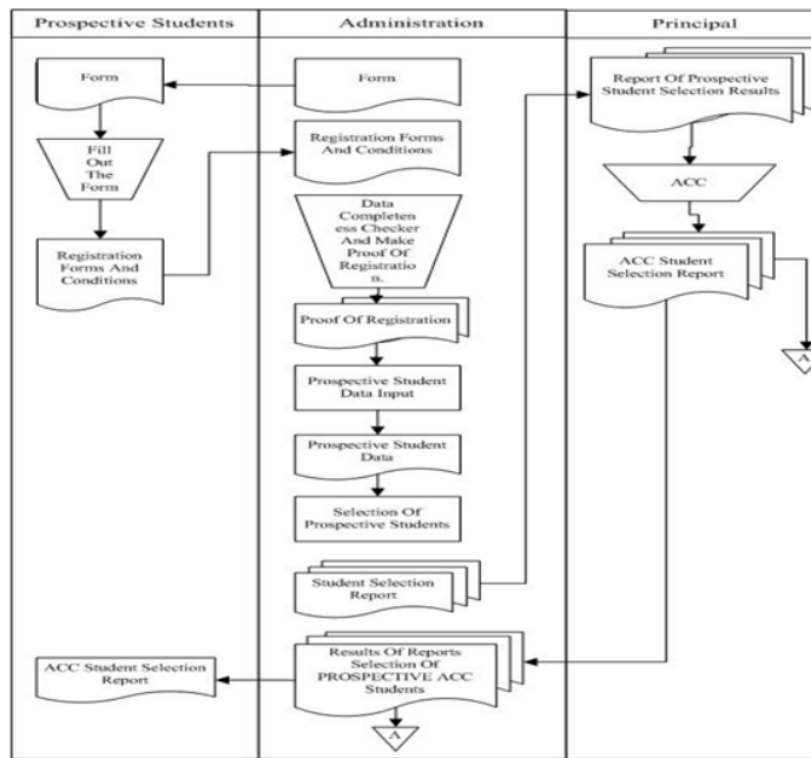 Prospective Students
Administration
Principal
Form
Fill
Out
The
Form
Registration
Forms And
Conditions
ACC Student Selection
Report
Form
Registration Forms
And Conditions
Data
Completen
ess Checker
And Make
Proof Of
Registratio
n.
Proof Of Registration
Prospective Student
Data Input
Prospective Student
Data
Selection Of
Prospective Students
Student Selection
Report
Results Of Reports
Selection Of
PROSPECTIVE ACC
Students
A
Report Of Prospective
Student Selection Results
ACC
ACC Student
Selection Report
A